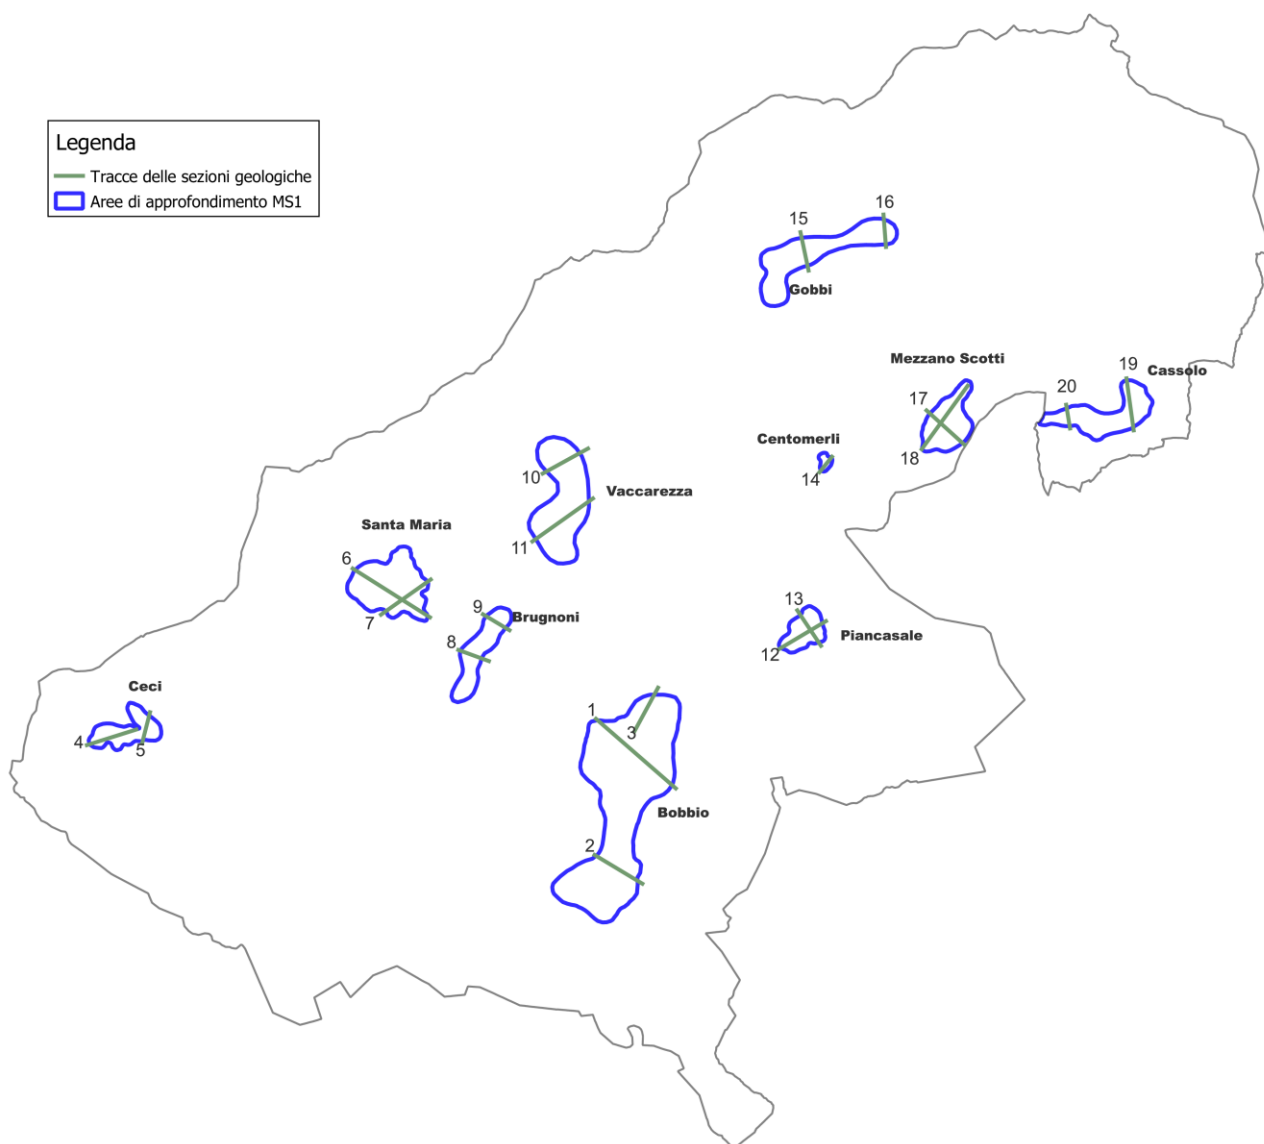 Legenda
Tracce delle sezioni geologiche
Aree di approfondimento MS1
16
15
Gobbi
Mezzano Scotti
19
Cassolo
20
17
18
Centomerli
14
10
Vaccarezza
11
Santa Maria
6
7
9
Brugnoni
8
13
Piancasale
12
Ceci
4
5
1
3
Bobbio
2